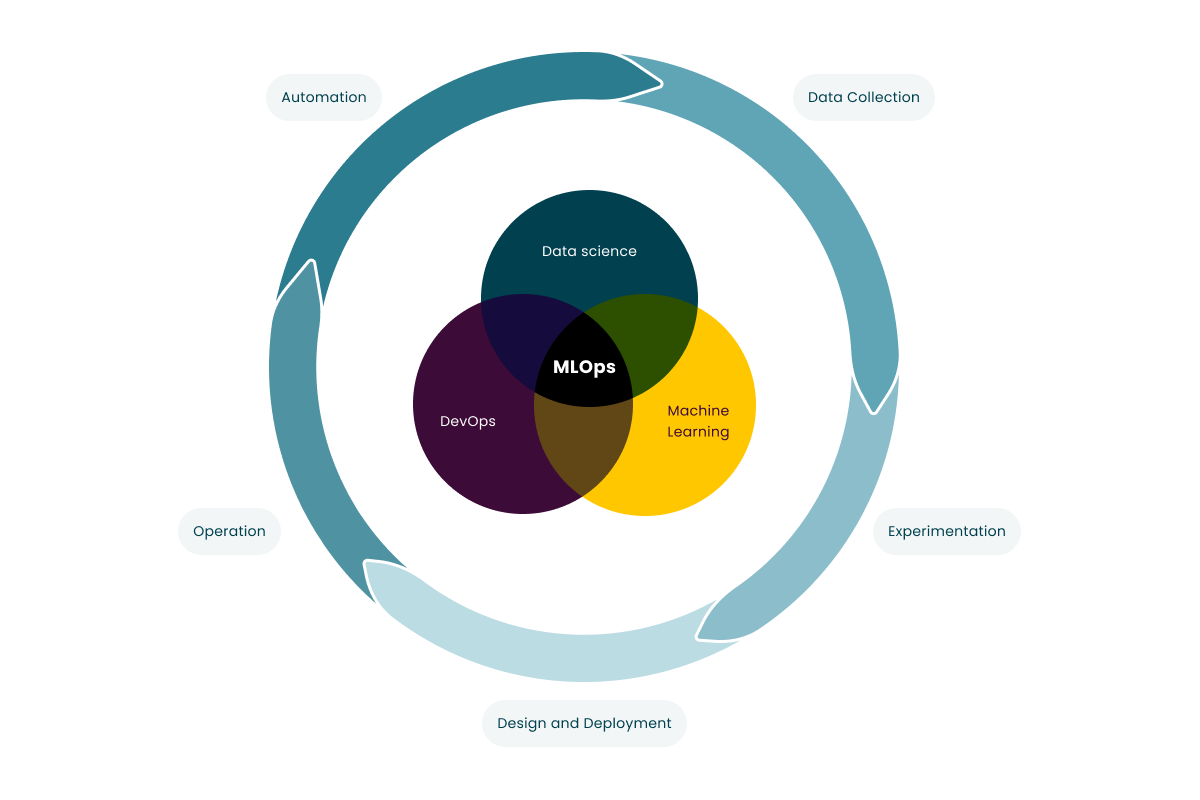 Automation
Data Collection
Data science
MLOps
DevOps
Machine
Learning
Operation
Experimentation
Design and Deployment